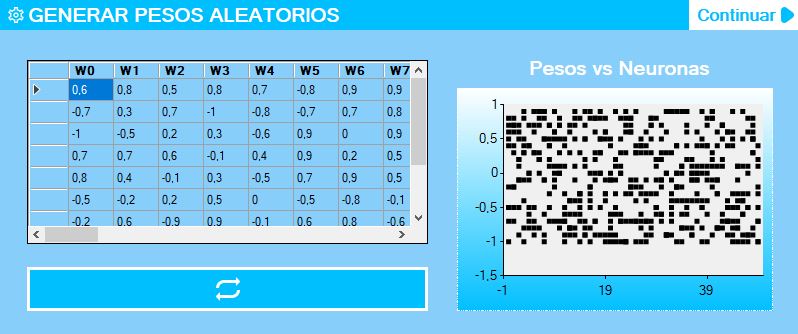 GENERAR PESOS ALEATORIOS
Continuar
W0 W1 W2 W3 W4 W5 W6 W7
0,6 0,8 0,5 0,8 0,7 -0,8 0,9 0,9
-0,7 0,3 0,7 -1 -0,8 -0,7 0,7 0,8
-1 -0,5 0,2 0,3 -0,6 0,9 0 0,9
0,7 0,7 0,6 -0,1 0,4 0,9 0,2 0,5
0,8 0,4 -0,1 0,3 -0,5 0,7 0,9 0,5
-0,5 -0,2 0,2 0,5 0 -0,5 -0,8 -0,1
-0,2 0,6 -0,9 0,9 -0,1 0,6 0,8 -0,6
Pesos vs Neuronas
1
0,5
0
-0,5
-1
-1,5
-1 19 39